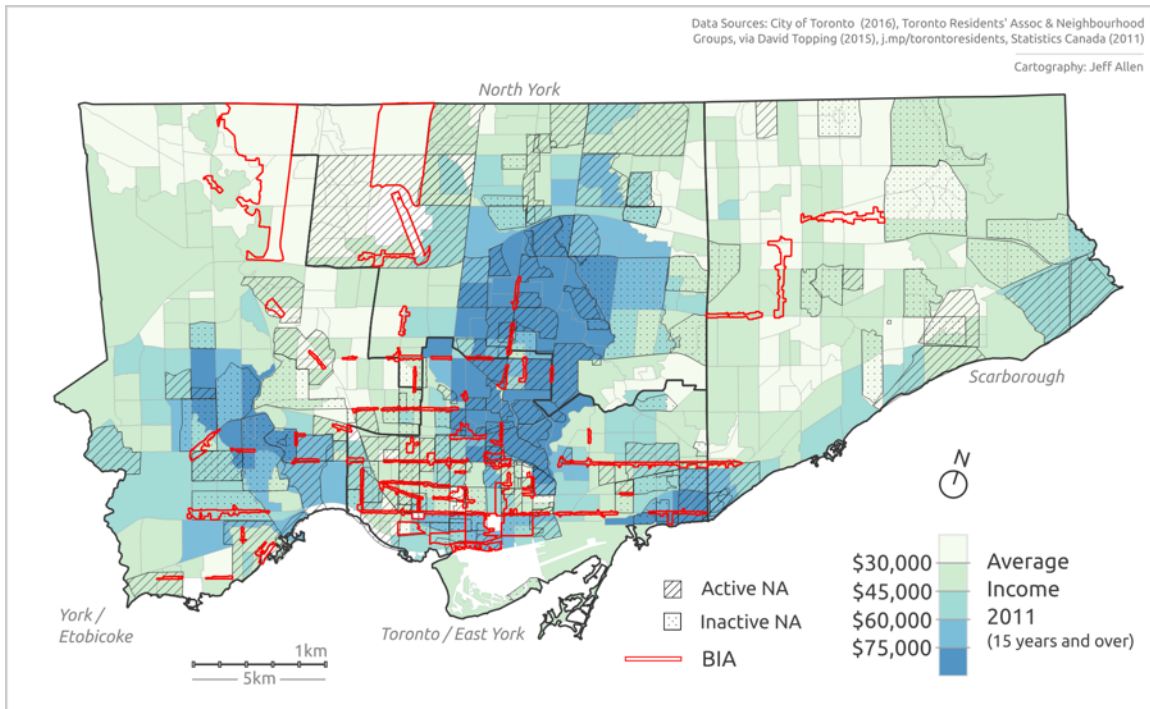 Data Sources: City of Toronto (2016), Toronto Residents' Assoc & Neighbourhood
Groups, via David Topping (2015), j.mp/torontoresidents, Statistics Canada (2011)
Cartography: Jeff Allen
North York
Scarborough
N
York /
Etobicoke
Toronto / East York
1km
5km
Active NA
Inactive NA
BIA
$30,000
$45,000
$60,000
$75,000
Average
Income
2011
(15 years and over)